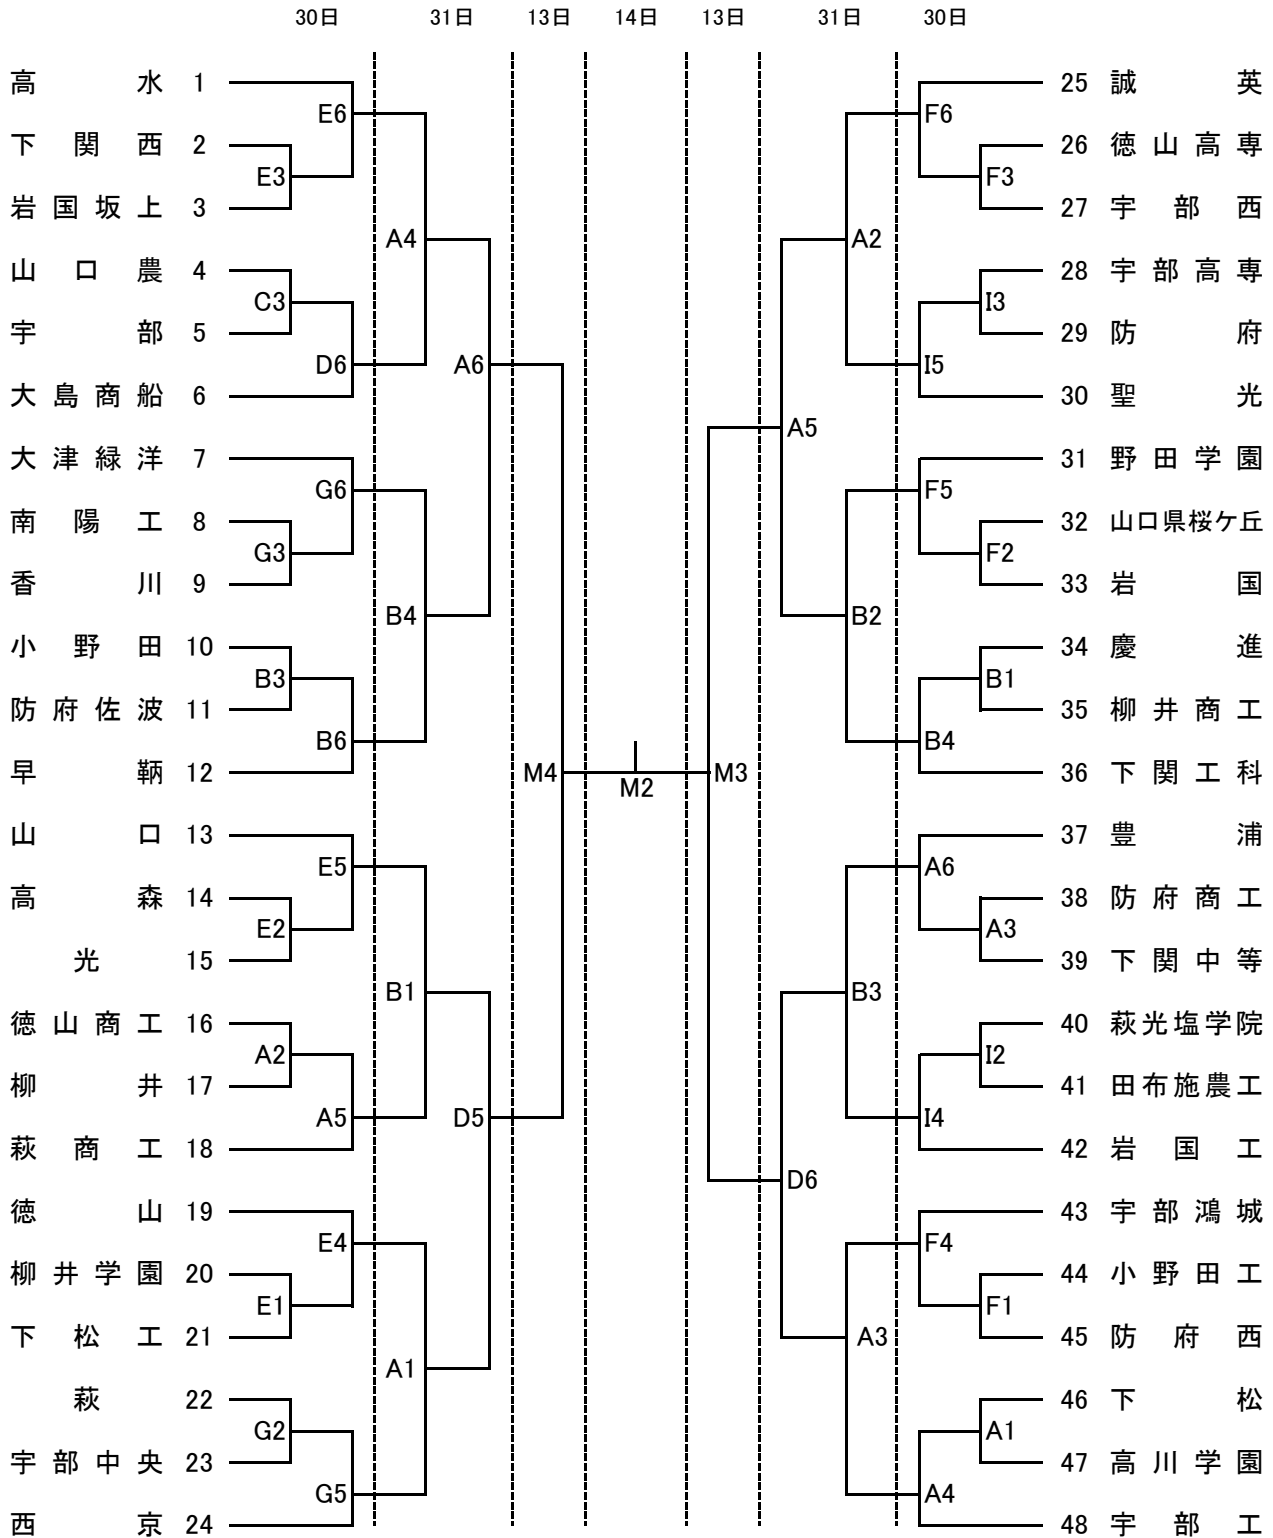 30日 31日 13日 14日 13日 31日 30日
高水 1 25 誠英
E6 F6
下関西 2 26 徳山高専
E3 F3
岩国坂上 3 27 宇部西
A4 A2
山口農 4 28 宇部高専
C3 I3
宇部 5 29 防府
D6 A6 I5
大島商船 6 30 聖光
A5
大津緑洋 7 31 野田学園
G6 F5
南陽工 8 32 山口県桜ケ丘
G3 F2
香川 9 33 岩国
B4 B2
小野田 10 34 慶進
B3 B1
防府佐波 11 35 柳井商工
B6 B4
早鞆 12 M4 M3 36 下関工科
M2
山口 13 37 豊浦
E5 A6
高森 14 38 防府商工
E2 A3
光 15 39 下関中等
B1 B3
徳山商工 16 40 萩光塩学院
A2 I2
柳井 17 41 田布施農工
A5 D5 I4
萩商工 18 42 岩国工
D6
徳山 19 43 宇部鴻城
E4 F4
柳井学園 20 44 小野田工
E1 F1
下松工 21 45 防府西
A1 A3
萩 22 46 下松
G2 A1
宇部中央 23 47 高川学園
G5 A4
西京 24 48 宇部工